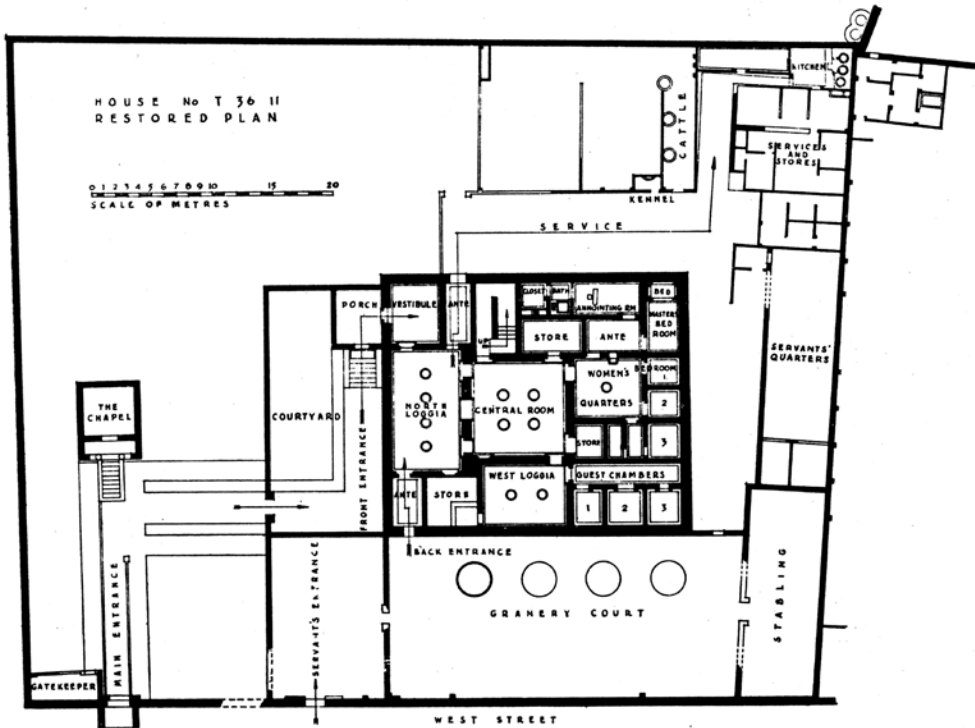 HOUSE No T 36 11
RESTORED PLAN
0 1 2 3 4 5 6 7 8 9 10 15 20
SCALE OF METRES
KITCHEN
CATTLE
SERVICES
AND
STORES
KENNEL
SERVICE
PORCH
VESTIBULE
ANTE
UP
CLOSET
BATH
ANNOINTING RM
BED
MASTERS
BED
ROOM
STORE
ANTE
SERVANTS'
QUARTERS
THE
CHAPEL
COURTYARD
FRONT ENTRANCE
NORTH
LOGGIA
CENTRAL ROOM
WOMEN'S
QUARTERS
BEDROOM
1
2
3
STORE
WEST LOGGIA
GUEST CHAMBERS
1
2
3
ANTE
STORE
BACK ENTRANCE
GRANERY COURT
STABLING
MAIN ENTRANCE
SERVANT'S ENTRANCE
GATEKEEPER
WEST STREET